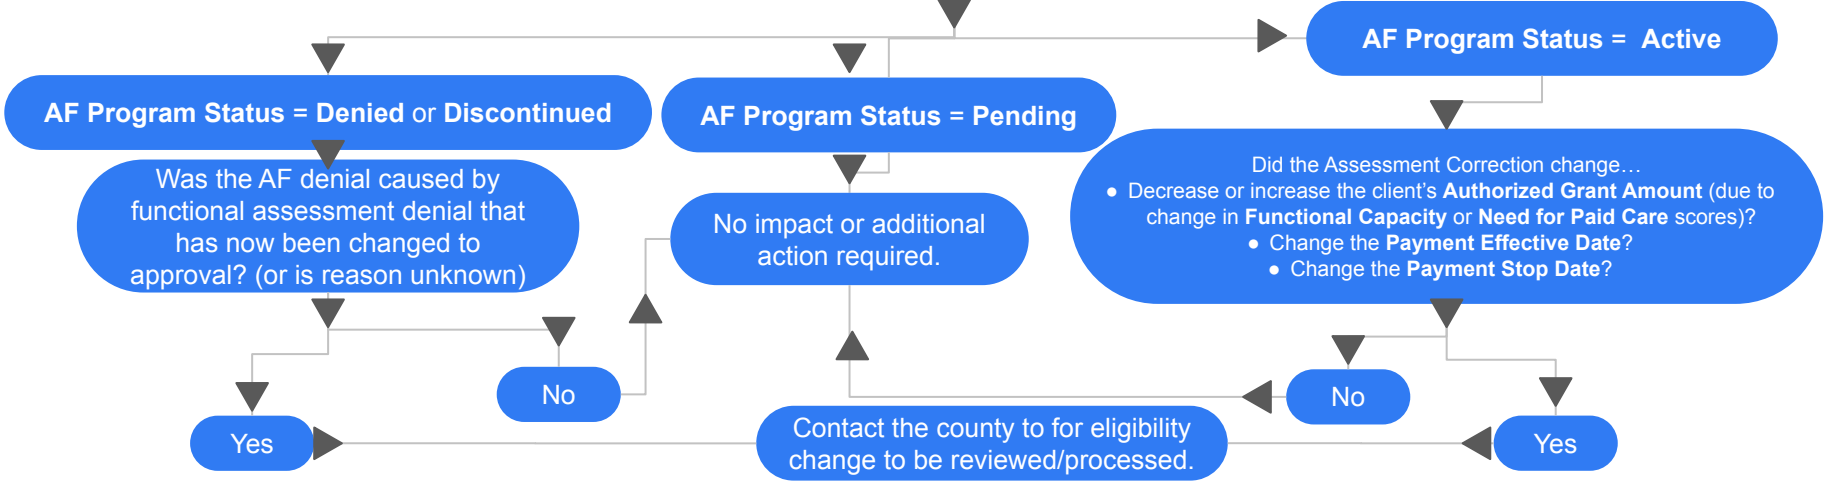 AF Program Status = Active
AF Program Status = Denied or Discontinued
AF Program Status = Pending
Was the AF denial caused by
functional assessment denial that
has now been changed to
approval? (or is reason unknown)
No impact or additional
action required.
Did the Assessment Correction change…
● Decrease or increase the client’s Authorized Grant Amount (due to
change in Functional Capacity or Need for Paid Care scores)?
● Change the Payment Effective Date?
● Change the Payment Stop Date?
No
No
Yes
Contact the county to for eligibility
change to be reviewed/processed.
Yes